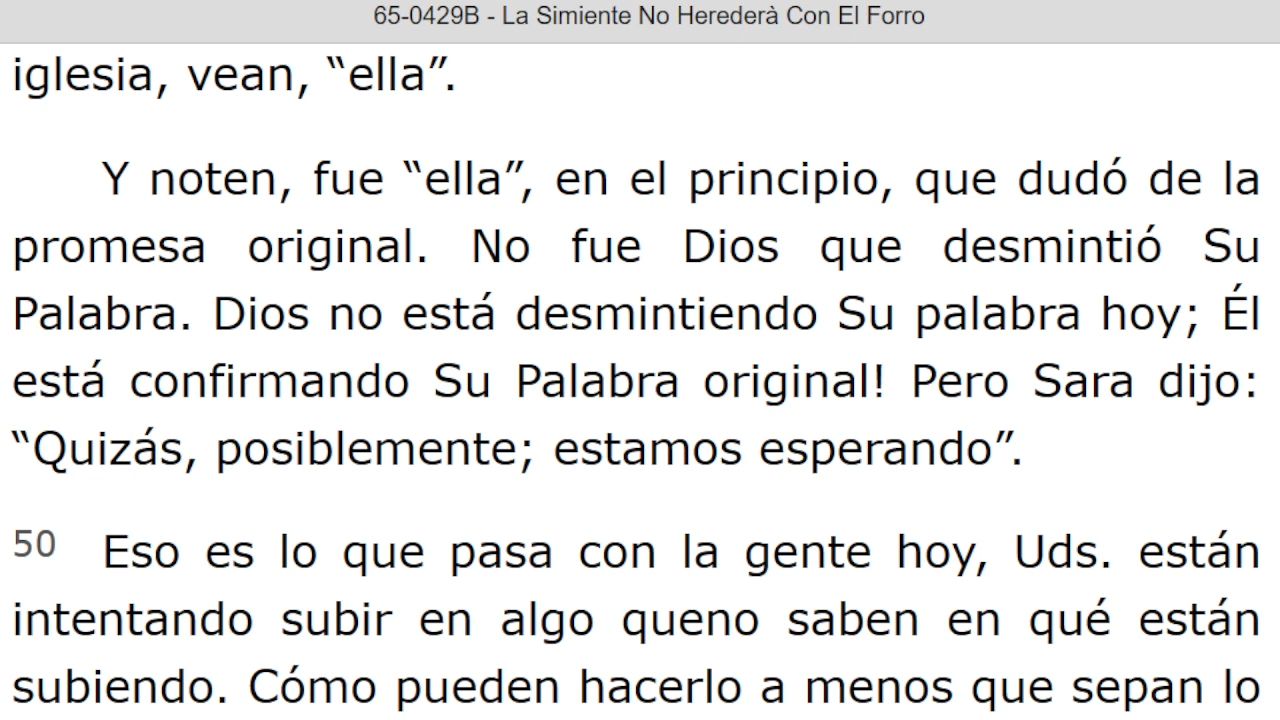 65-0429B - La Simiente No Herederà Con El Forro
iglesia, vean, “ella”.
Y noten, fue “ella”, en el principio, que dudó de la
promesa original. No fue Dios que desmintió Su
Palabra. Dios no está desmintiendo Su palabra hoy; Él
está confirmando Su Palabra original! Pero Sara dijo:
“Quizás, posiblemente; estamos esperando”.
50 Eso es lo que pasa con la gente hoy, Uds. están
intentando subir en algo queno saben en qué están
subiendo. Cómo pueden hacerlo a menos que sepan lo